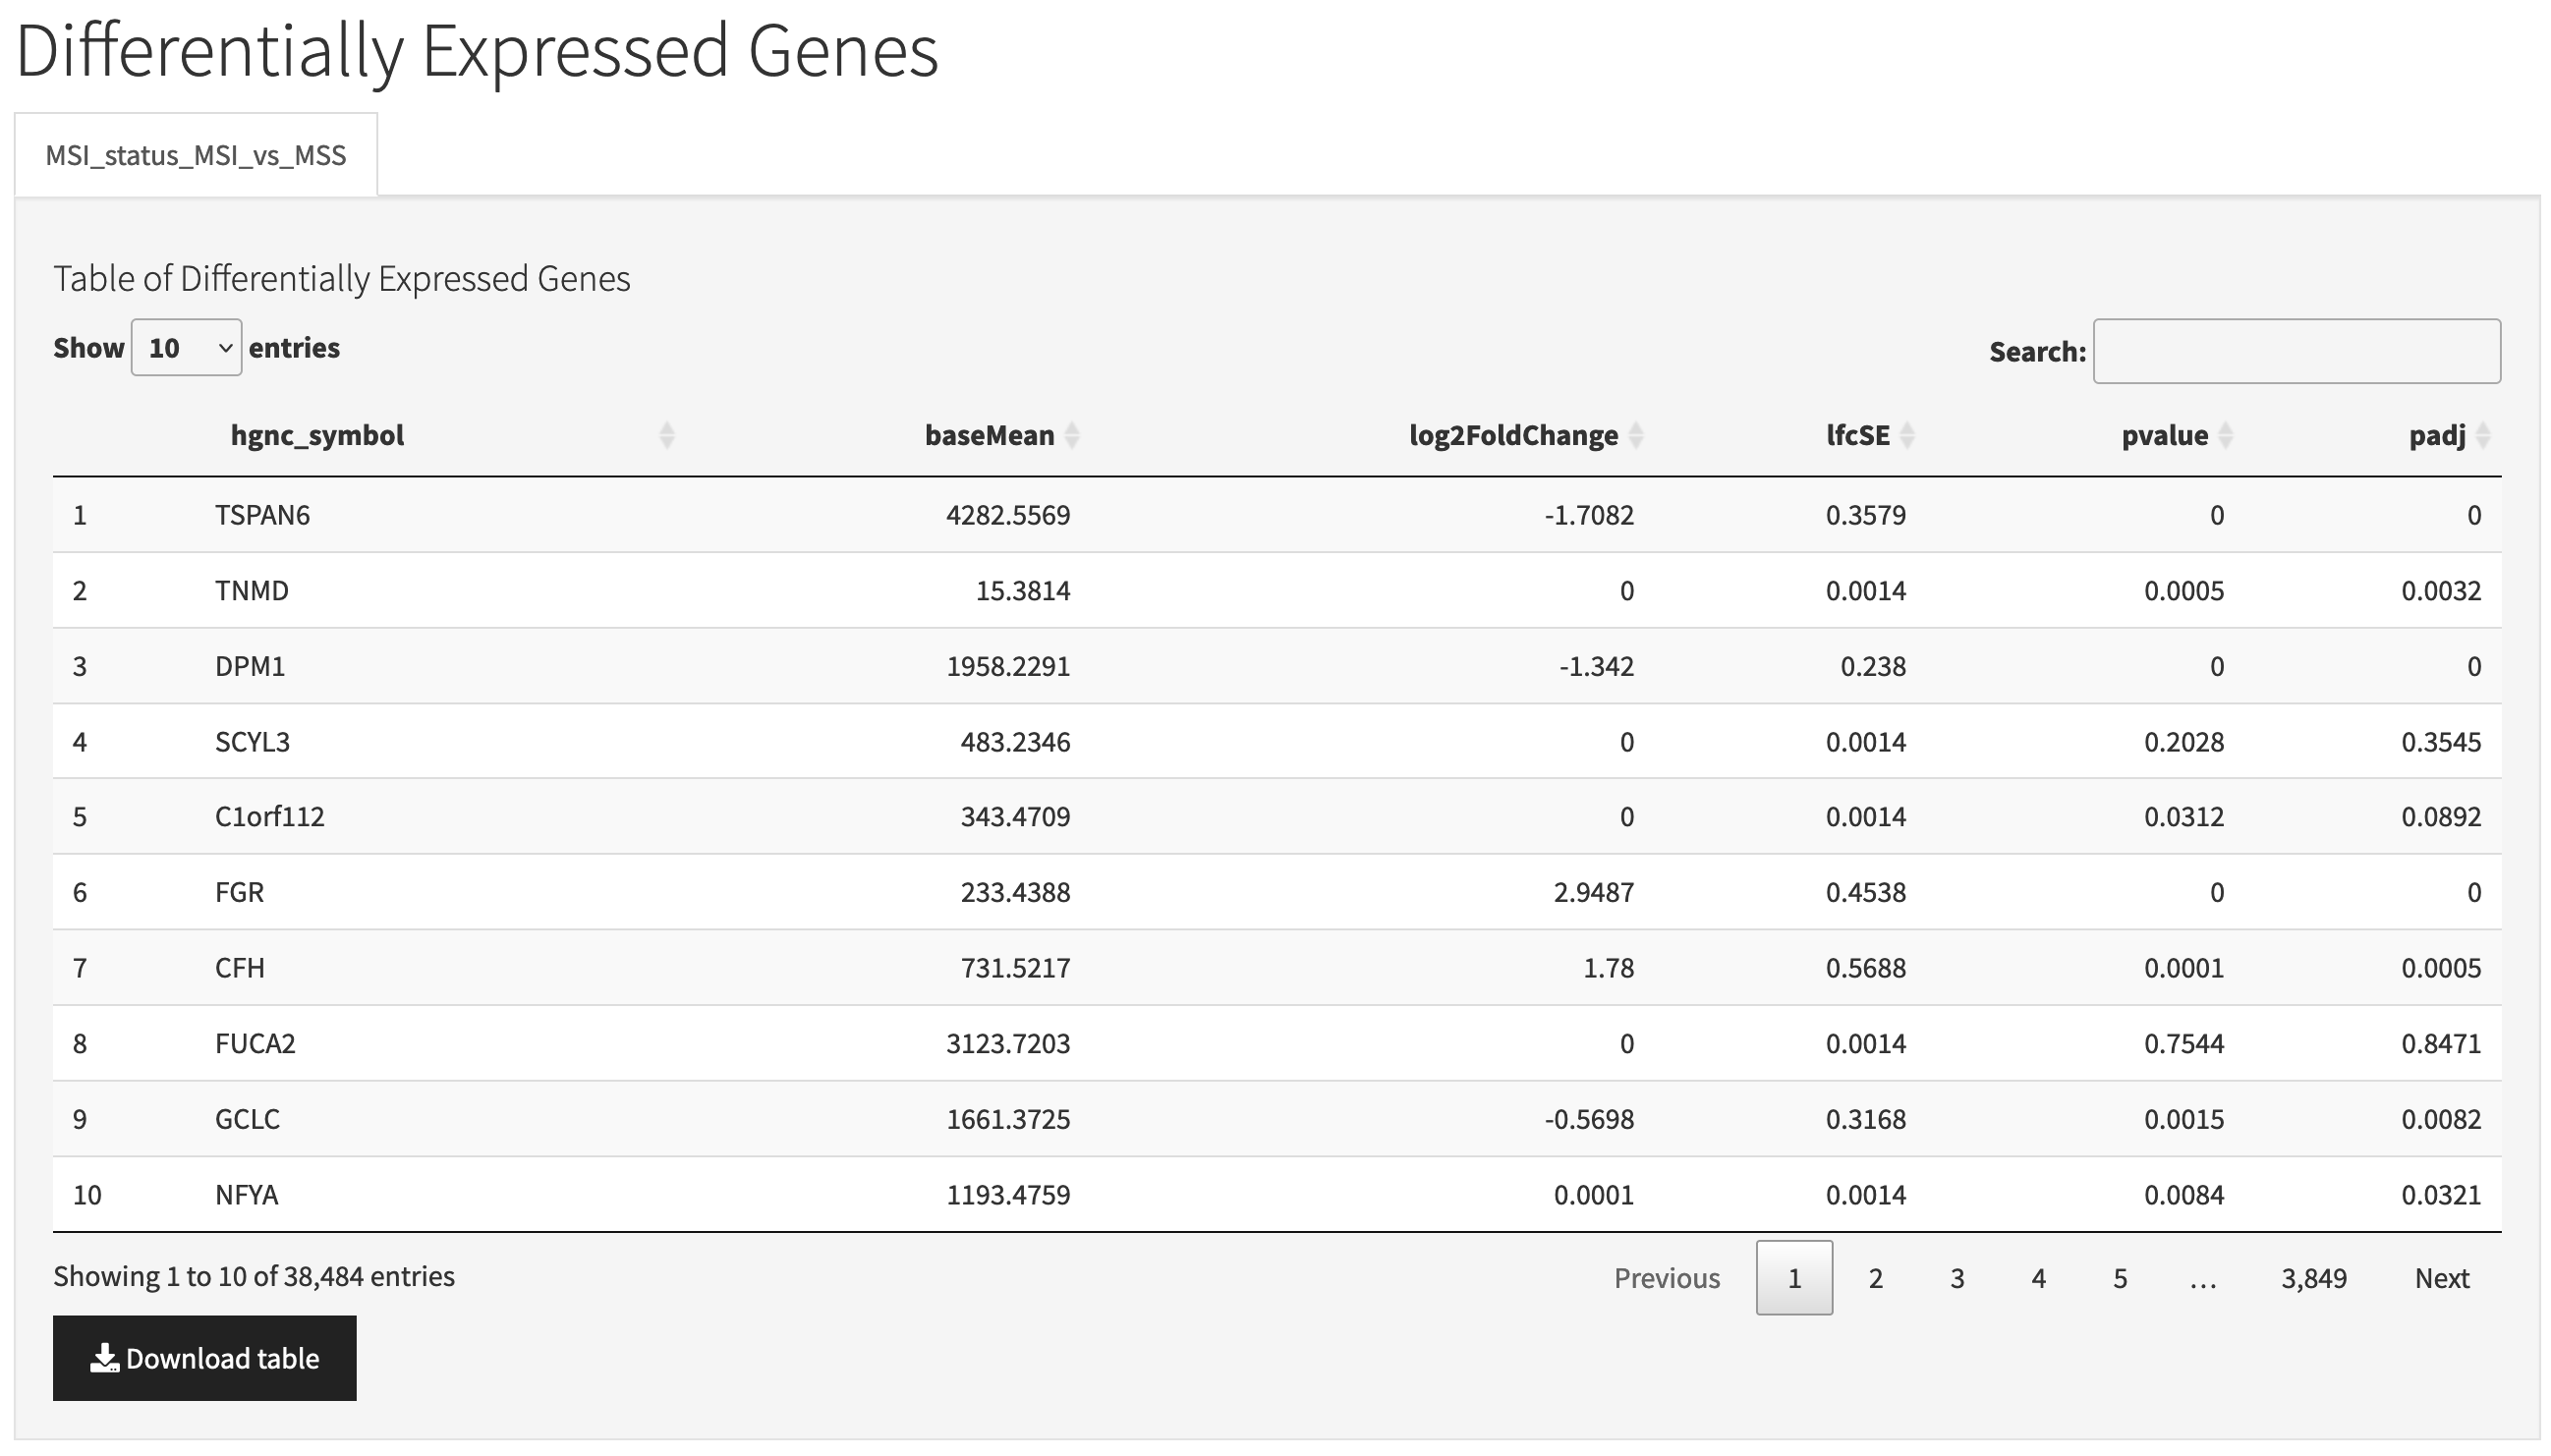 Differentially Expressed Genes
MSI_status_MSI_vs_MSS
Table of Differentially Expressed Genes
Show 10 entries Search:
hgnc_symbol baseMean log2FoldChange lfcSE pvalue padj
1 TSPAN6 4282.5569 -1.7082 0.3579 0 0
2 TNMD 15.3814 0 0.0014 0.0005 0.0032
3 DPM1 1958.2291 -1.342 0.238 0 0
4 SCYL3 483.2346 0 0.0014 0.2028 0.3545
5 C1orf112 343.4709 0 0.0014 0.0312 0.0892
6 FGR 233.4388 2.9487 0.4538 0 0
7 CFH 731.5217 1.78 0.5688 0.0001 0.0005
8 FUCA2 3123.7203 0 0.0014 0.7544 0.8471
9 GCLC 1661.3725 -0.5698 0.3168 0.0015 0.0082
10 NFYA 1193.4759 0.0001 0.0014 0.0084 0.0321
Showing 1 to 10 of 38,484 entries Previous 1 2 3 4 5 … 3,849 Next
Download table